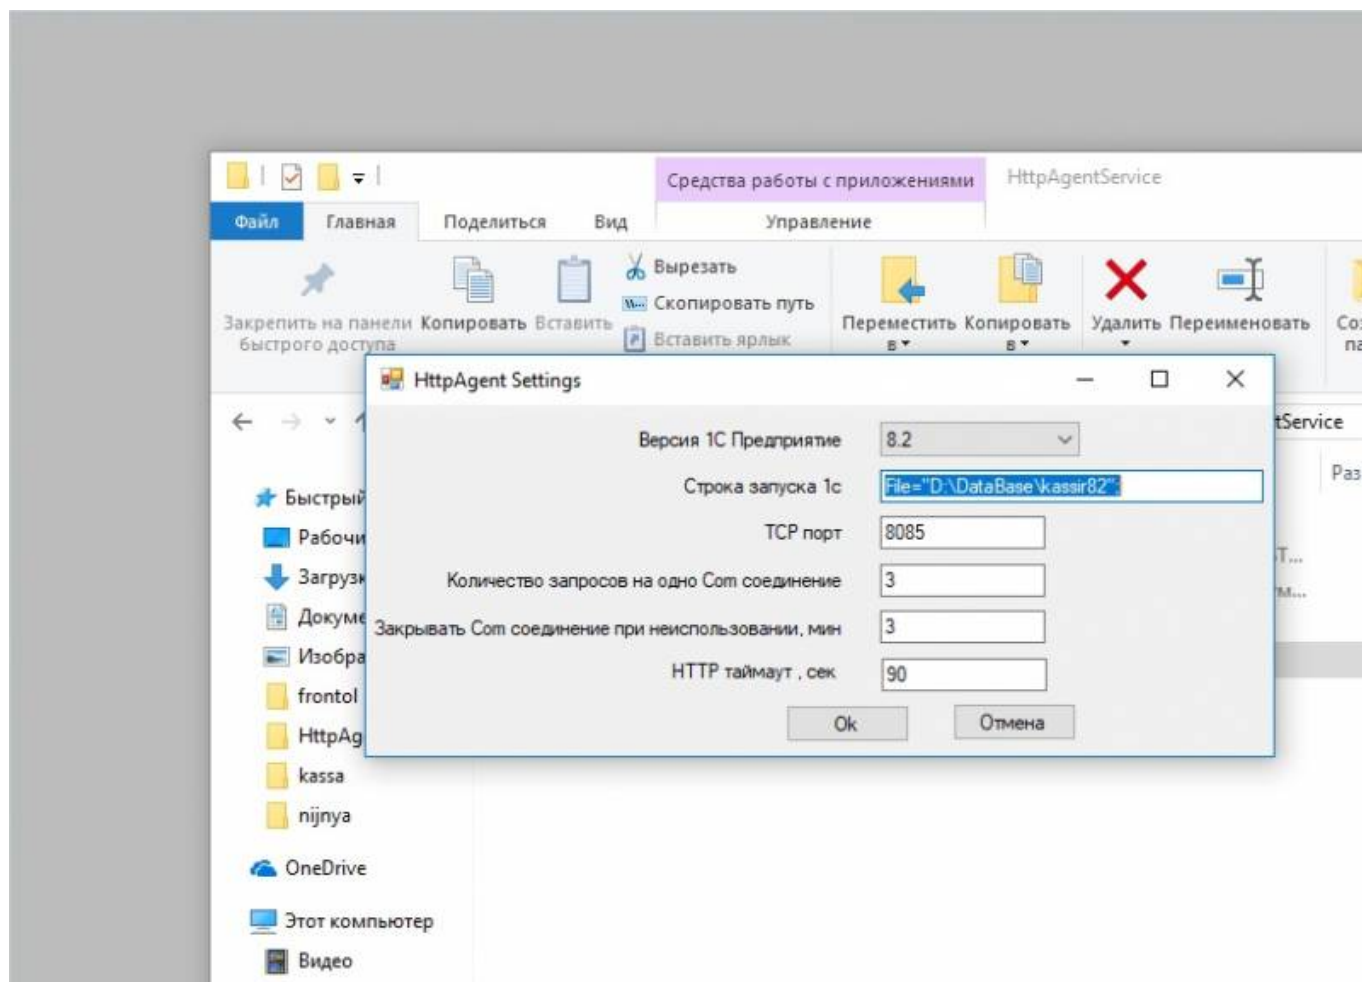 Средства работы с приложениями
HttpAgentService
Файл
Главная
Поделиться
Вид
Управление
Закрепить на панели
быстрого доступа
Копировать
Вставить
Вырезать
Скопировать путь
Вставить ярлык
Переместить
в
Копировать
в
Удалить
Переименовать
HttpAgent Settings
tService
Раз
Версия 1С Предприятие
8.2
Строка запуска 1с
File="D:\DataBase\kassir82";
TCP порт
8085
Количество запросов на одно Com соединение
3
Закрывать Com соединение при неиспользовании, мин
3
HTTP таймаут , сек
90
Ok
Отмена
Быстрый
Рабочи
Загрузк
Докуме
Изобра
frontol
HttpAg
kassa
nijnya
OneDrive
Этот компьютер
Видео